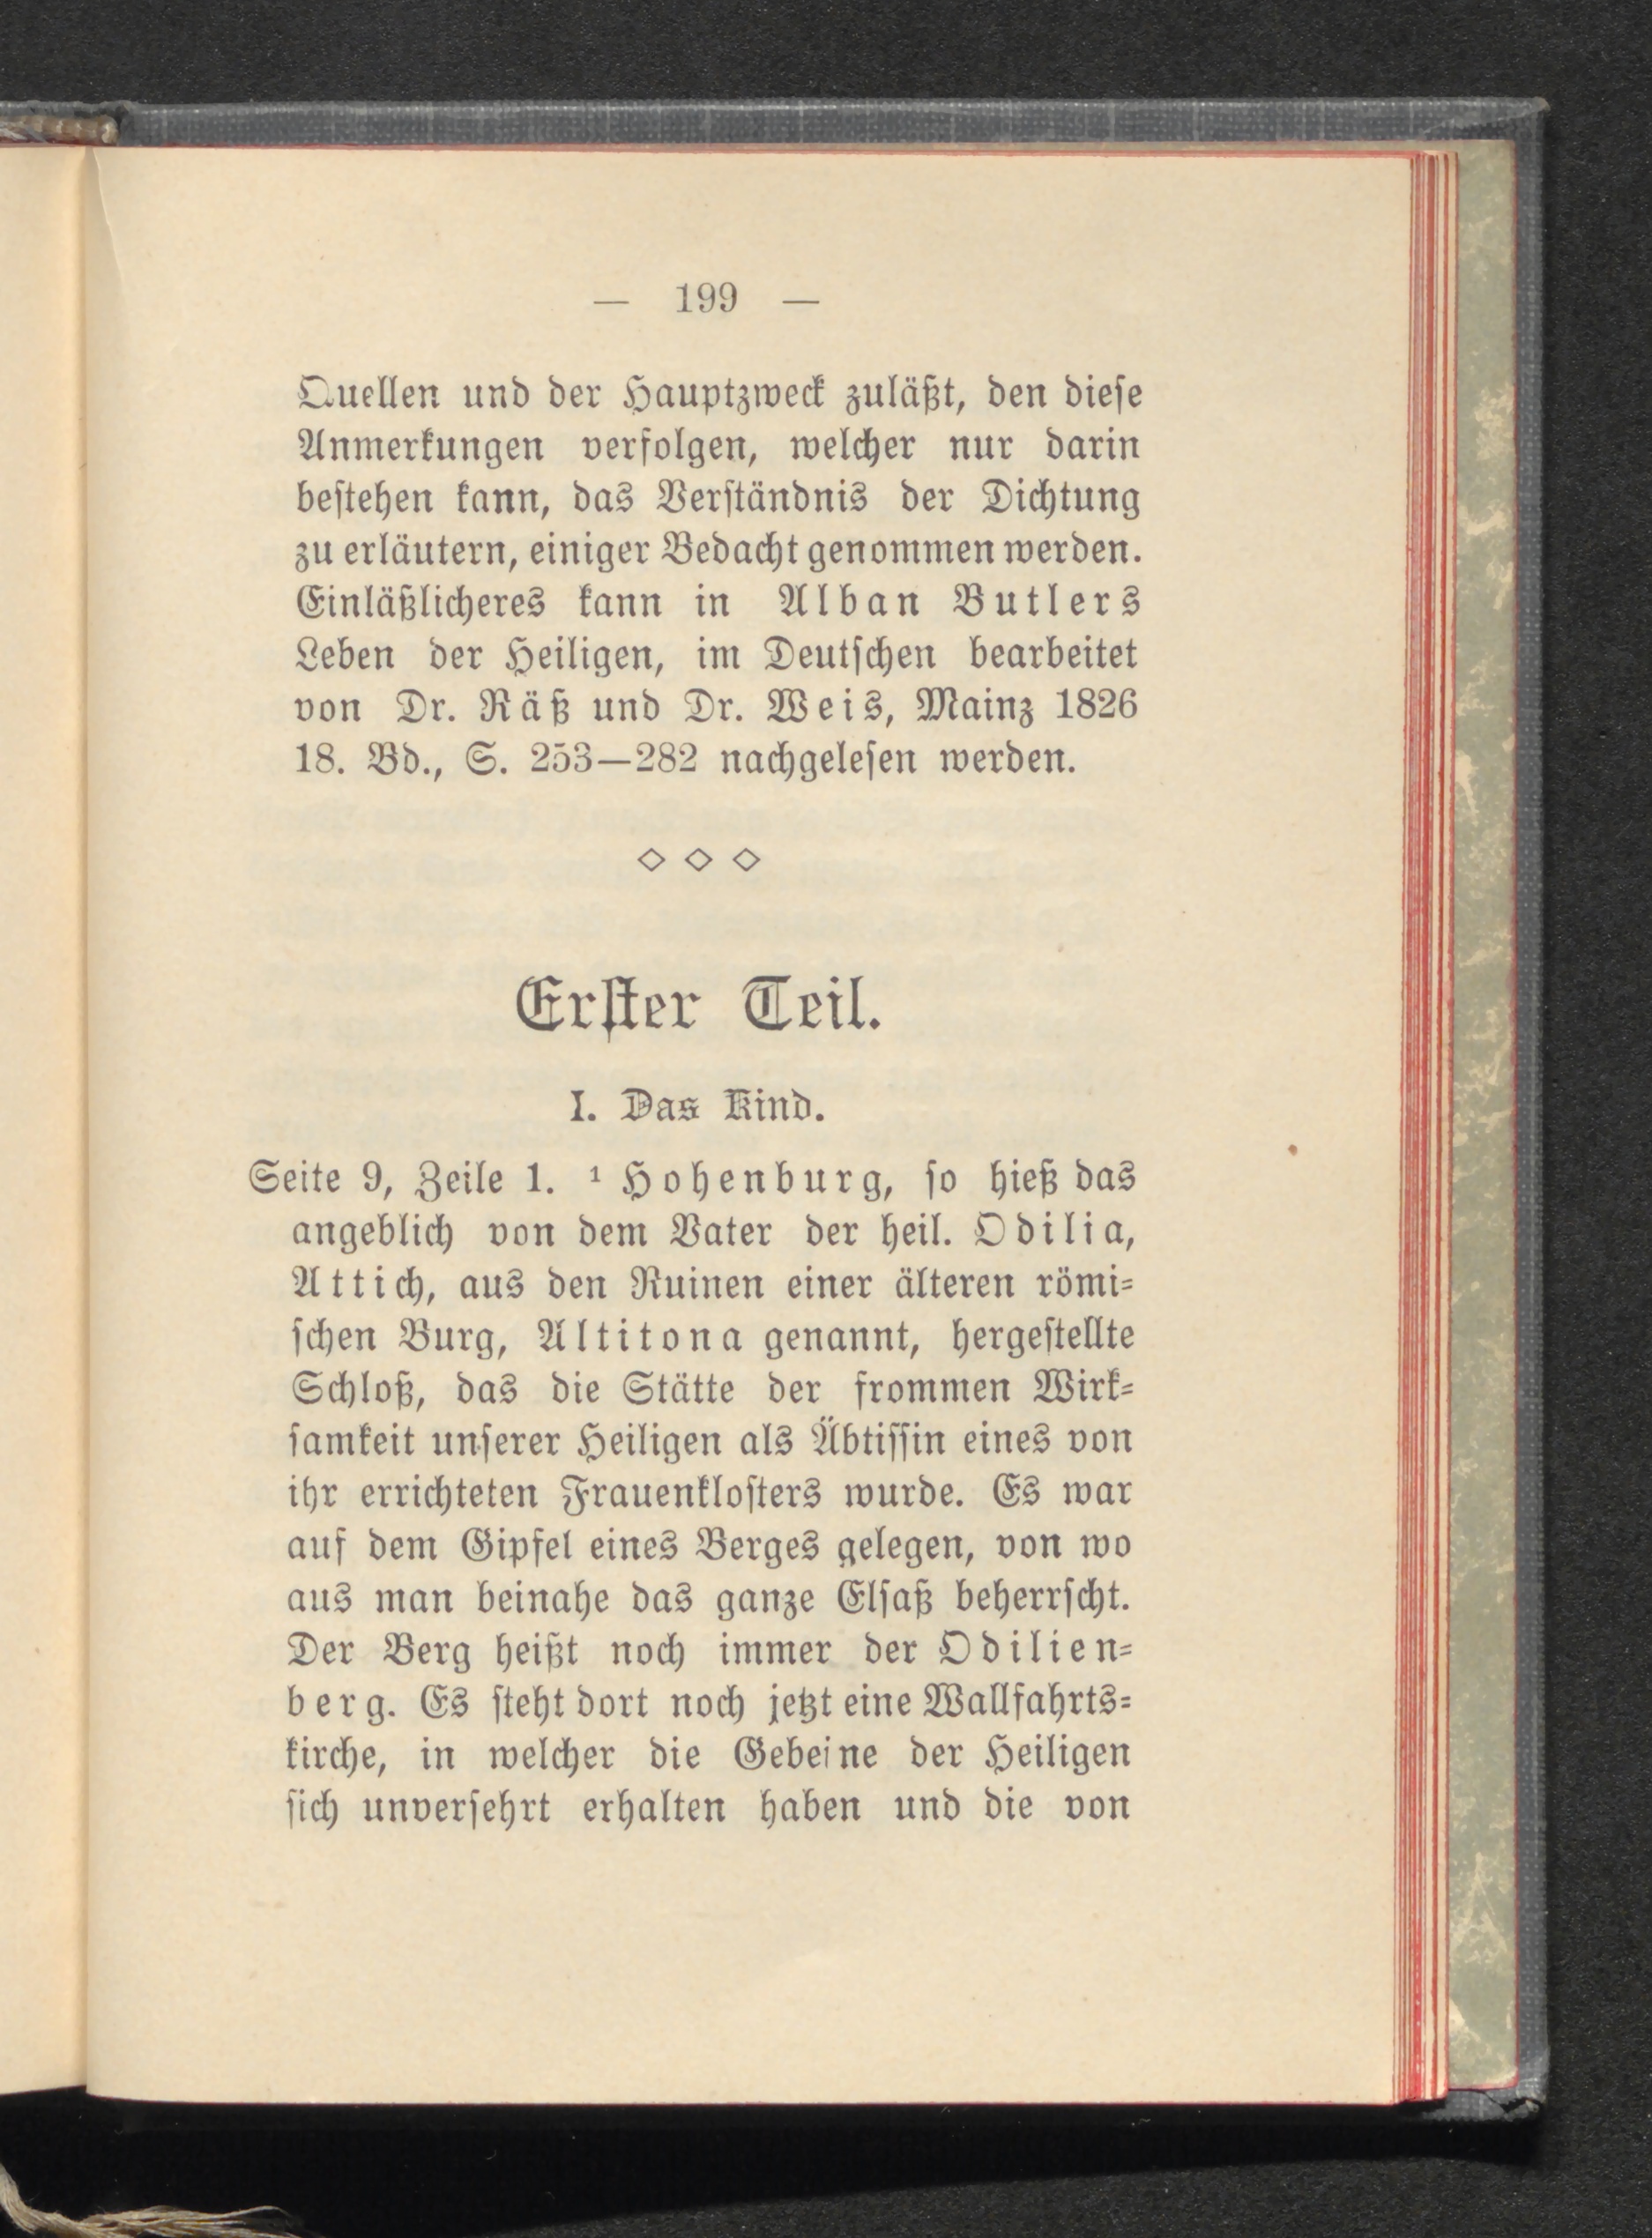 — 199 —
Quellen und der Hauptzweck zuläßt, den dieſe
Anmerkungen verfolgen, welcher nur darin
beſtehen kann, das Verſtändnis der Dichtung
zu erläutern, einiger Bedacht genommen werden.
Einläßlicheres kann in Alban Butlers
Leben der Heiligen, im Deutſchen bearbeitet
von Dr. Räß und Dr. Weis, Mainz 1826
18. Bd., S. 253—282 nachgeleſen werden.
◇ ◇ ◇
Erſter Teil.
I. Das Kind.
Seite 9, Zeile 1. ¹ Hohenburg, ſo hieß das
angeblich von dem Vater der heil. Odilia,
Attich, aus den Ruinen einer älteren römi-
ſchen Burg, Altitona genannt, hergeſtellte
Schloß, das die Stätte der frommen Wirk-
ſamkeit unſerer Heiligen als Äbtiſſin eines von
ihr errichteten Frauenkloſters wurde. Es war
auf dem Gipfel eines Berges gelegen, von wo
aus man beinahe das ganze Elſaß beherrſcht.
Der Berg heißt noch immer der Odilien-
berg. Es ſteht dort noch jetzt eine Wallfahrts-
kirche, in welcher die Gebeine der Heiligen
ſich unverſehrt erhalten haben und die von